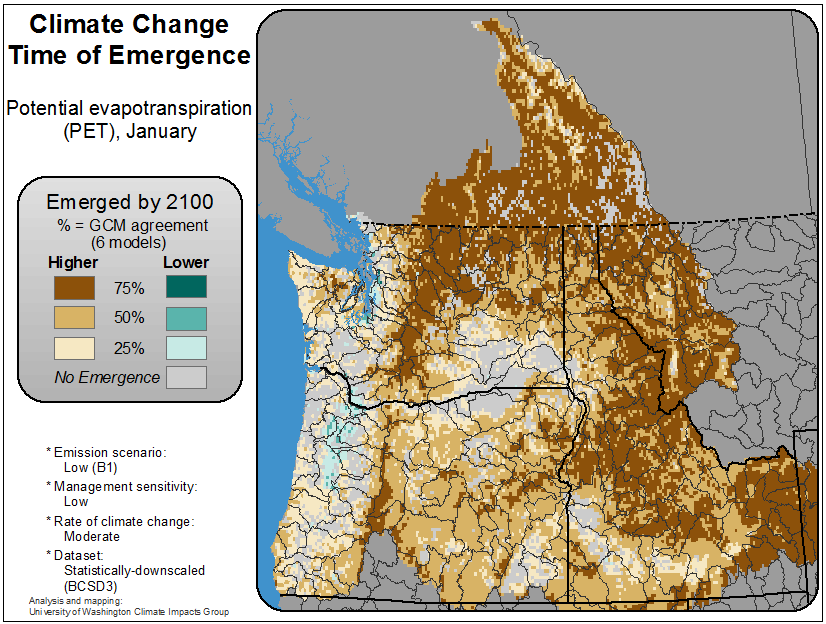 Climate Change
Time of Emergence
Potential evapotranspiration
(PET), January
Emerged by 2100
% = GCM agreement
(6 models)
Higher Lower
75%
50%
25%
No Emergence
* Emission scenario:
Low (B1)
* Management sensitivity:
Low
* Rate of climate change:
Moderate
* Dataset:
Statistically-downscaled
(BCSD3)
Analysis and mapping:
University of Washington Climate Impacts Group